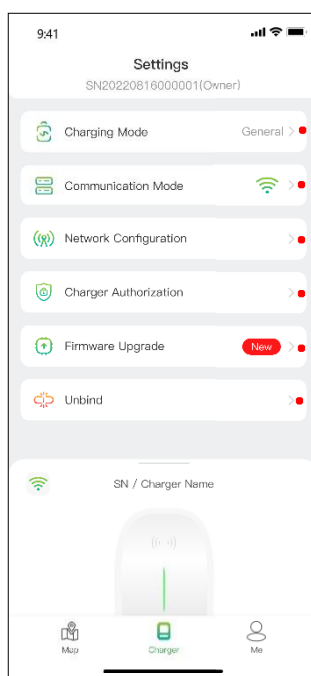 9:41
Settings
SN20220816000001(Owner)
Charging Mode General
Communication Mode
Network Configuration
Charger Authorization
Firmware Upgrade New
Unbind
SN / Charger Name
Map Charger Me